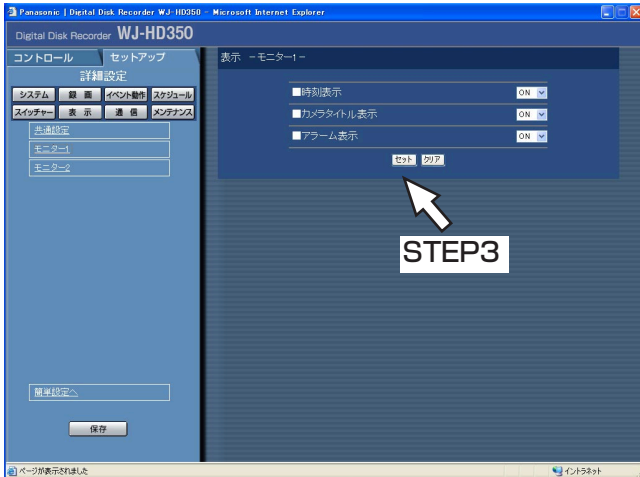 Panasonic | Digital Disk Recorder WJ-HD350 - Microsoft Internet Explorer
Digital Disk Recorder WJ-HD350
コントロール セットアップ
詳細設定
システム 録 画 イベント動作 スケジュール
スイッチャー 表 示 通 信 メンテナンス
共通設定
モニター1
モニター2
簡単設定へ
保存
表示 －モニター1－
■時刻表示 ON
■カメラタイトル表示 ON
■アラーム表示 ON
セット クリア
STEP3
ページが表示されました
イントラネット